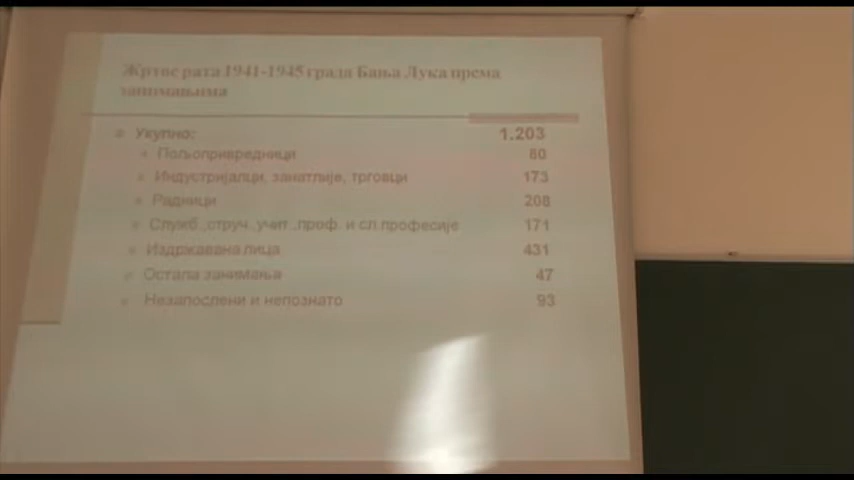 Жртве рата 1941-1945 града Бања Лука према
занимањима
Укупно: 1.203
Пољопривредници 80
Индустријалци, занатлије, трговци 173
Радници 208
Служб.,струч.,учит.,проф. и сл.професије 171
Издржавана лица 431
Остала занимања 47
Незапослени и непознато 93